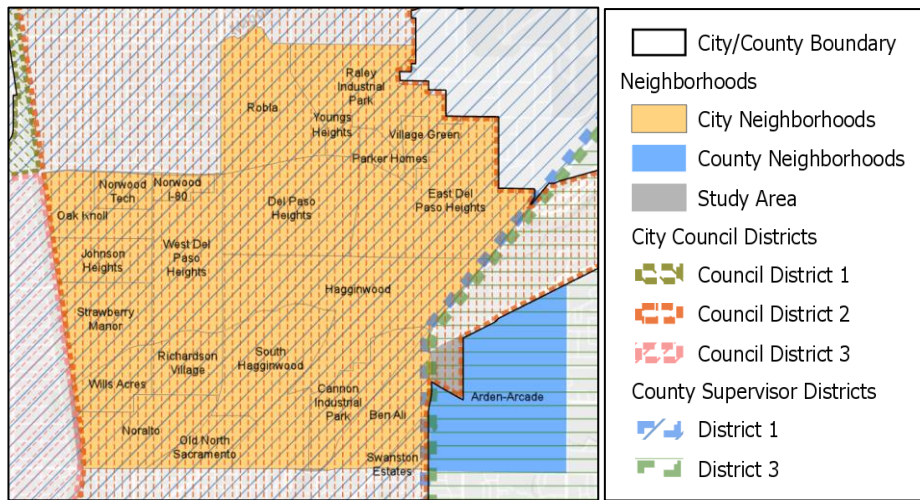 Raley
Industrial
Park
Robla
Youngs
Heights
Village Green
Parker Homes
Norwood
Tech
Norwood
I-80
Oak Knoll
Del Paso
Heights
East Del
Paso Heights
Johnson
Heights
West Del
Paso
Heights
Hagginwood
Strawberry
Manor
Richardson
Village
South
Hagginwood
Wills Acres
Cannon
Industrial
Park
Ben Ali
Arden-Arcade
Noralto
Old North
Sacramento
Swanston
Estates
City/County Boundary
Neighborhoods
City Neighborhoods
County Neighborhoods
Study Area
City Council Districts
Council District 1
Council District 2
Council District 3
County Supervisor Districts
District 1
District 3